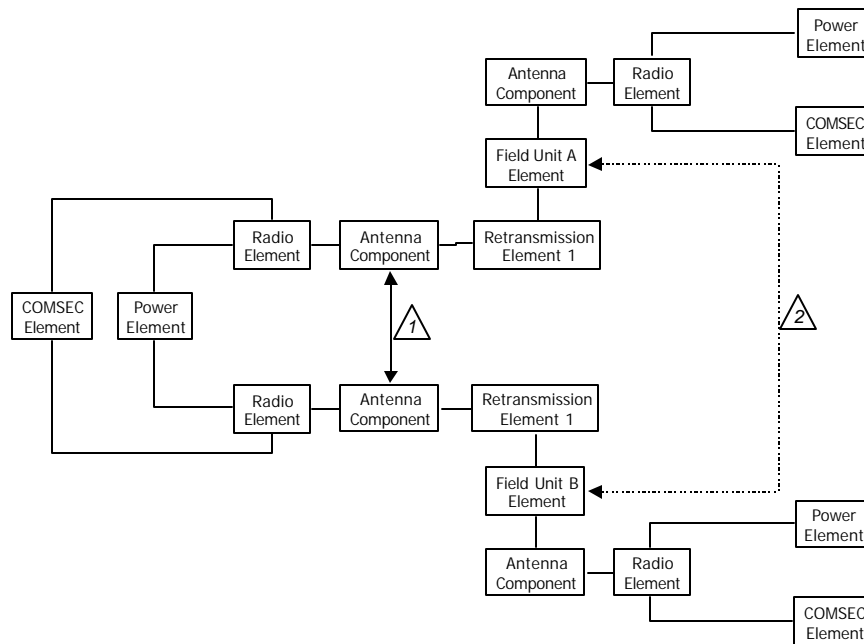 Power
Element
Antenna
Component
Radio
Element
COMSEC
Element
Field Unit A
Element
Radio
Element
Antenna
Component
Retransmission
Element 1
COMSEC
Element
Power
Element
1
2
Radio
Element
Antenna
Component
Retransmission
Element 1
Field Unit B
Element
Power
Element
Antenna
Component
Radio
Element
COMSEC
Element